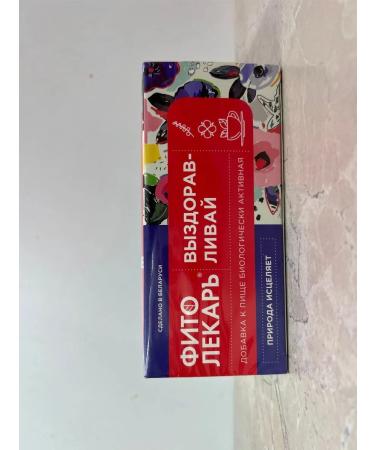 СДЕЛАНО В БЕЛАРУСИ
ФИТО
ЛЕКАРЬ®
ВЫЗДОРАВ-
ЛИВАЙ
ДОБАВКА К ПИЩЕ БИОЛОГИЧЕСКИ АКТИВНАЯ
ПРИРОДА ИСЦЕЛЯЕТ